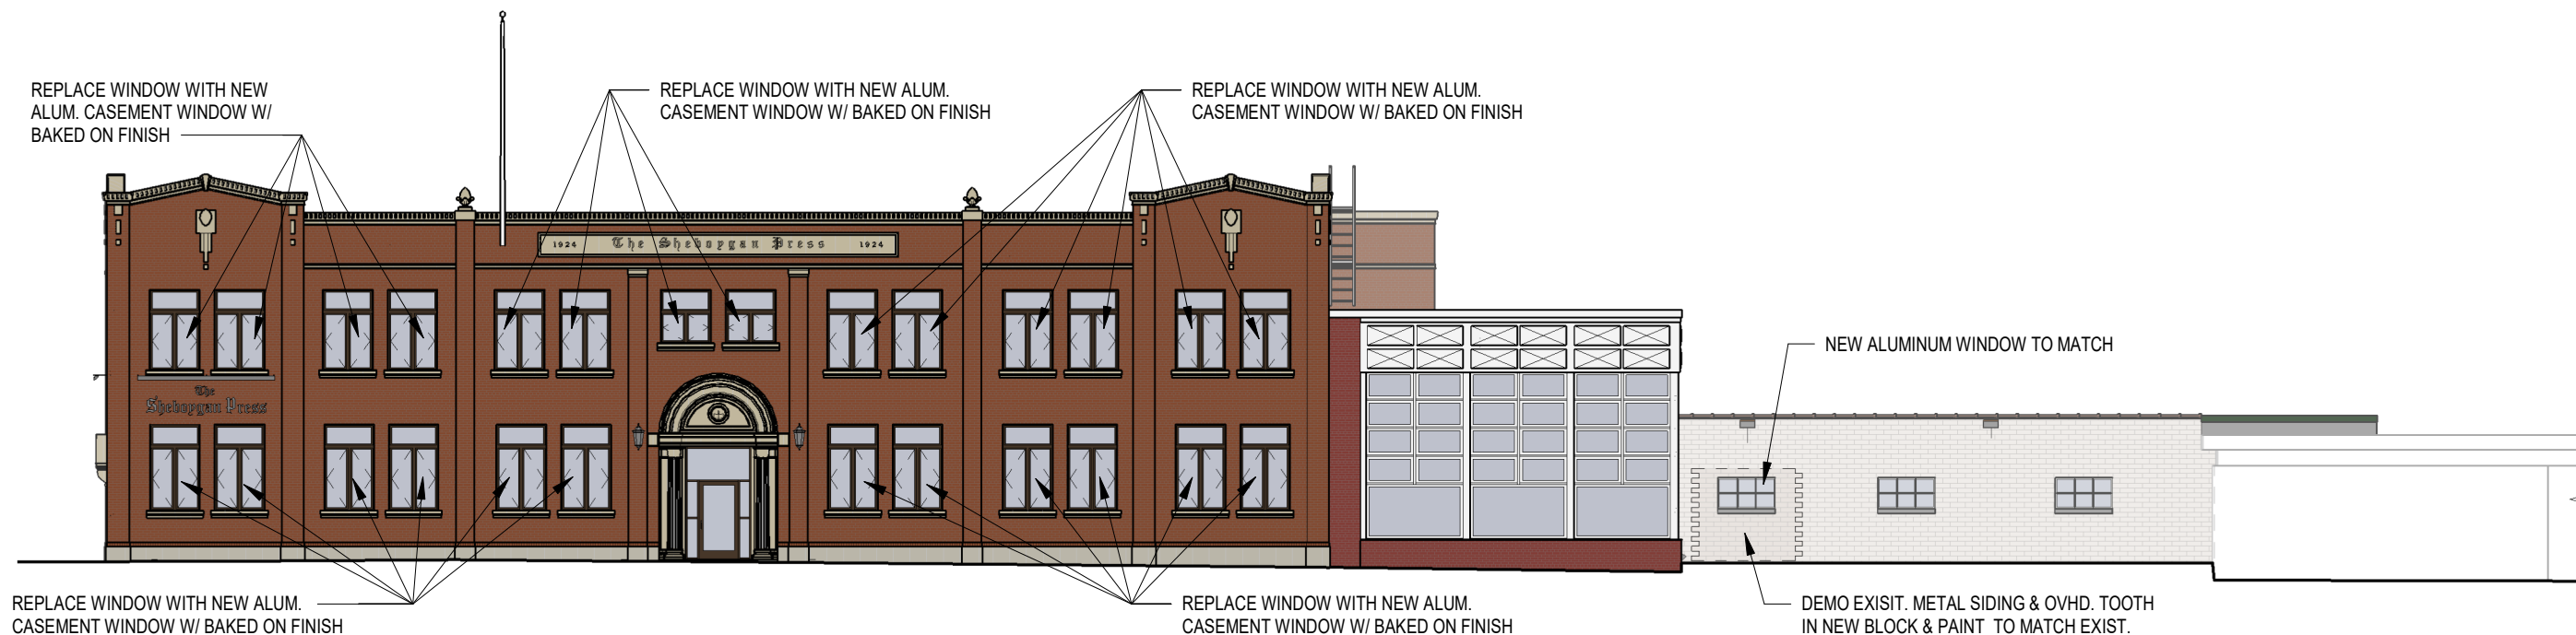 REPLACE WINDOW WITH NEW
ALUM. CASEMENT WINDOW W/
BAKED ON FINISH
REPLACE WINDOW WITH NEW ALUM.
CASEMENT WINDOW W/ BAKED ON FINISH
REPLACE WINDOW WITH NEW ALUM.
CASEMENT WINDOW W/ BAKED ON FINISH
1924 The Sheboygan Press 1924
NEW ALUMINUM WINDOW TO MATCH
The
Sheboygan Press
REPLACE WINDOW WITH NEW ALUM.
CASEMENT WINDOW W/ BAKED ON FINISH
REPLACE WINDOW WITH NEW ALUM.
CASEMENT WINDOW W/ BAKED ON FINISH
DEMO EXISIT. METAL SIDING & OVHD. TOOTH
IN NEW BLOCK & PAINT TO MATCH EXIST.